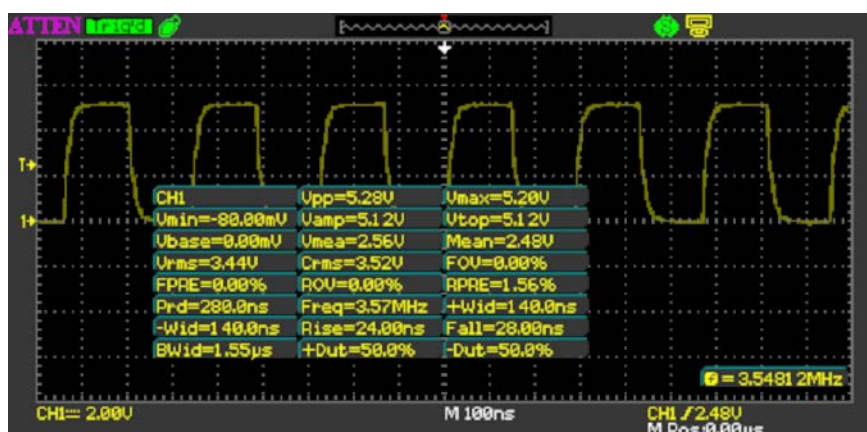 ATTEN Trig'd
T
1
CH1 Vpp=5.28V Vmax=5.20V
Vmin=-80.00mV Vamp=5.12V Vtop=5.12V
Vbase=0.00mV Vmea=2.56V Mean=2.48V
Vrms=3.44V Crms=3.52V FOV=0.00%
FPRE=0.00% ROV=0.00% RPRE=1.56%
Prd=280.0ns Freq=3.57MHz +Wid=140.0ns
-Wid=140.0ns Rise=24.00ns Fall=28.00ns
BWid=1.55µs +Dut=50.0% -Dut=50.0%
f = 3.54812MHz
CH1 2.00V M 100ns CH1 2.48V
M Pos:0.00µs